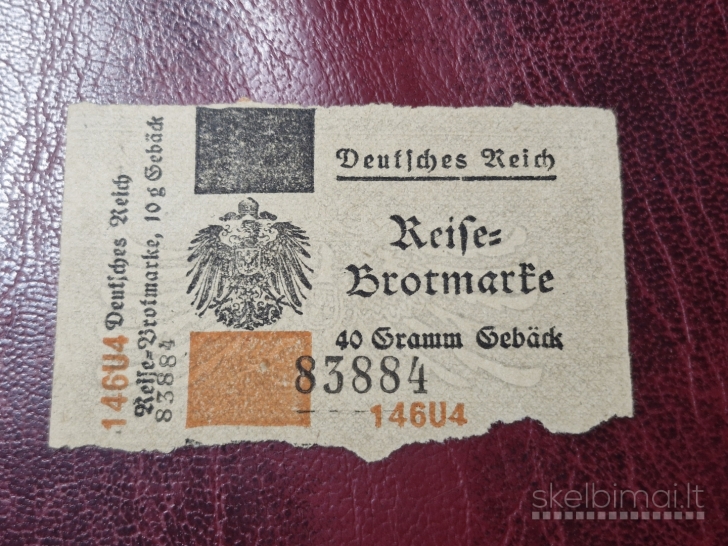 146U4 Deutsches Reich
Reise-Brotmarke, 10 g Gebäck
83884
Deutsches Reich
Reise-
Brotmarke
40 Gramm Gebäck
83884
146U4
skelbimai.lt